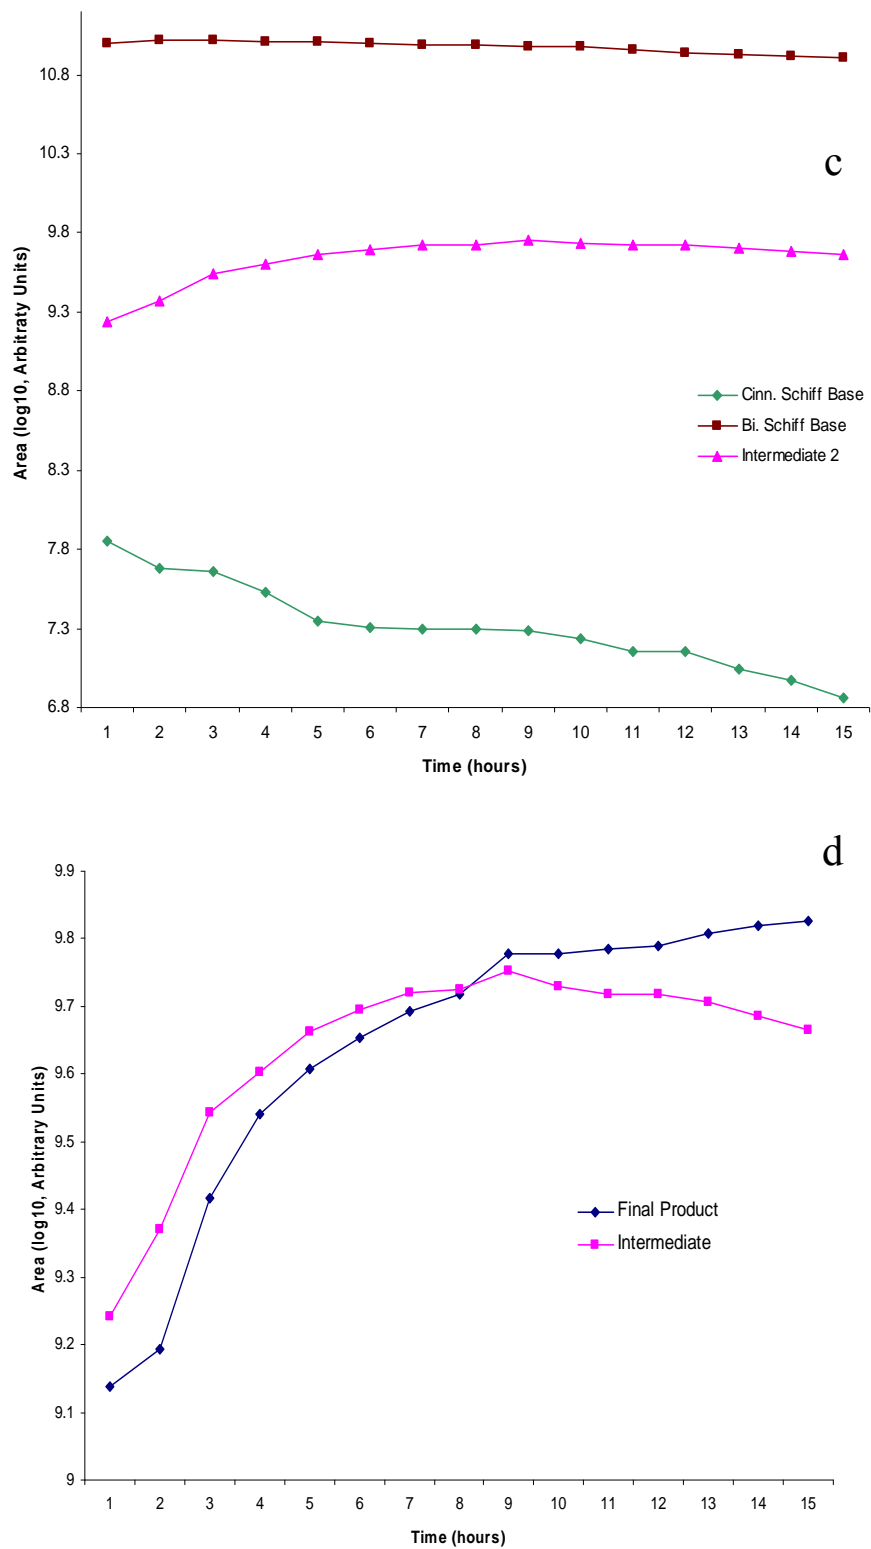 c
10.8
10.3
9.8
9.3
8.8
8.3
7.8
7.3
6.8
Area (log10, Arbitraty Units)
Cinn. Schiff Base
Bi. Schiff Base
Intermediate 2
1 2 3 4 5 6 7 8 9 10 11 12 13 14 15
Time (hours)
d
9.9
9.8
9.7
9.6
9.5
9.4
9.3
9.2
9.1
9
Area (log10, Arbitrary Units)
Final Product
Intermediate
1 2 3 4 5 6 7 8 9 10 11 12 13 14 15
Time (hours)